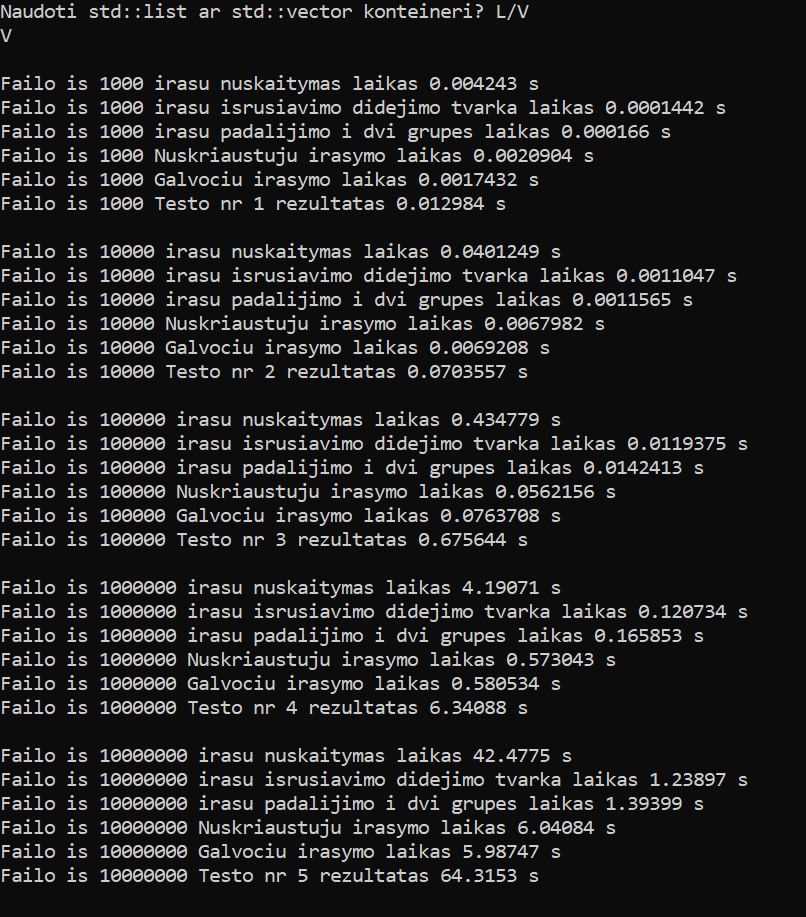 Naudoti std::list ar std::vector konteineri? L/V
V
Failo is 1000 irasu nuskaitymas laikas 0.004243 s
Failo is 1000 irasu isrusiavimo didejimo tvarka laikas 0.0001442 s
Failo is 1000 irasu padalijimo i dvi grupes laikas 0.000166 s
Failo is 1000 Nuskriaustuju irasymo laikas 0.0020904 s
Failo is 1000 Galvociu irasymo laikas 0.0017432 s
Failo is 1000 Testo nr 1 rezultatas 0.012984 s
Failo is 10000 irasu nuskaitymas laikas 0.0401249 s
Failo is 10000 irasu isrusiavimo didejimo tvarka laikas 0.0011047 s
Failo is 10000 irasu padalijimo i dvi grupes laikas 0.0011565 s
Failo is 10000 Nuskriaustuju irasymo laikas 0.0067982 s
Failo is 10000 Galvociu irasymo laikas 0.0069208 s
Failo is 10000 Testo nr 2 rezultatas 0.0703557 s
Failo is 100000 irasu nuskaitymas laikas 0.434779 s
Failo is 100000 irasu isrusiavimo didejimo tvarka laikas 0.0119375 s
Failo is 100000 irasu padalijimo i dvi grupes laikas 0.0142413 s
Failo is 100000 Nuskriaustuju irasymo laikas 0.0562156 s
Failo is 100000 Galvociu irasymo laikas 0.0763708 s
Failo is 100000 Testo nr 3 rezultatas 0.675644 s
Failo is 1000000 irasu nuskaitymas laikas 4.19071 s
Failo is 1000000 irasu isrusiavimo didejimo tvarka laikas 0.120734 s
Failo is 1000000 irasu padalijimo i dvi grupes laikas 0.165853 s
Failo is 1000000 Nuskriaustuju irasymo laikas 0.573043 s
Failo is 1000000 Galvociu irasymo laikas 0.580534 s
Failo is 1000000 Testo nr 4 rezultatas 6.34088 s
Failo is 10000000 irasu nuskaitymas laikas 42.4775 s
Failo is 10000000 irasu isrusiavimo didejimo tvarka laikas 1.23897 s
Failo is 10000000 irasu padalijimo i dvi grupes laikas 1.39399 s
Failo is 10000000 Nuskriaustuju irasymo laikas 6.04084 s
Failo is 10000000 Galvociu irasymo laikas 5.98747 s
Failo is 10000000 Testo nr 5 rezultatas 64.3153 s